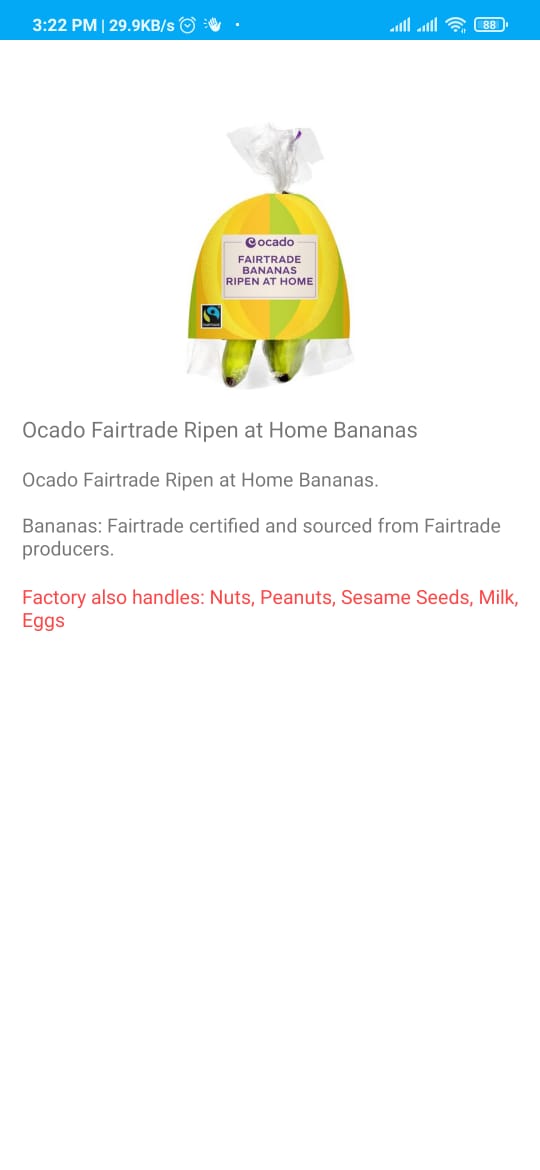 3:22 PM | 29.9KB/s
88
ocado
FAIRTRADE
BANANAS
RIPEN AT HOME
FAIRTRADE
Ocado Fairtrade Ripen at Home Bananas
Ocado Fairtrade Ripen at Home Bananas.
Bananas: Fairtrade certified and sourced from Fairtrade
producers.
Factory also handles: Nuts, Peanuts, Sesame Seeds, Milk,
Eggs